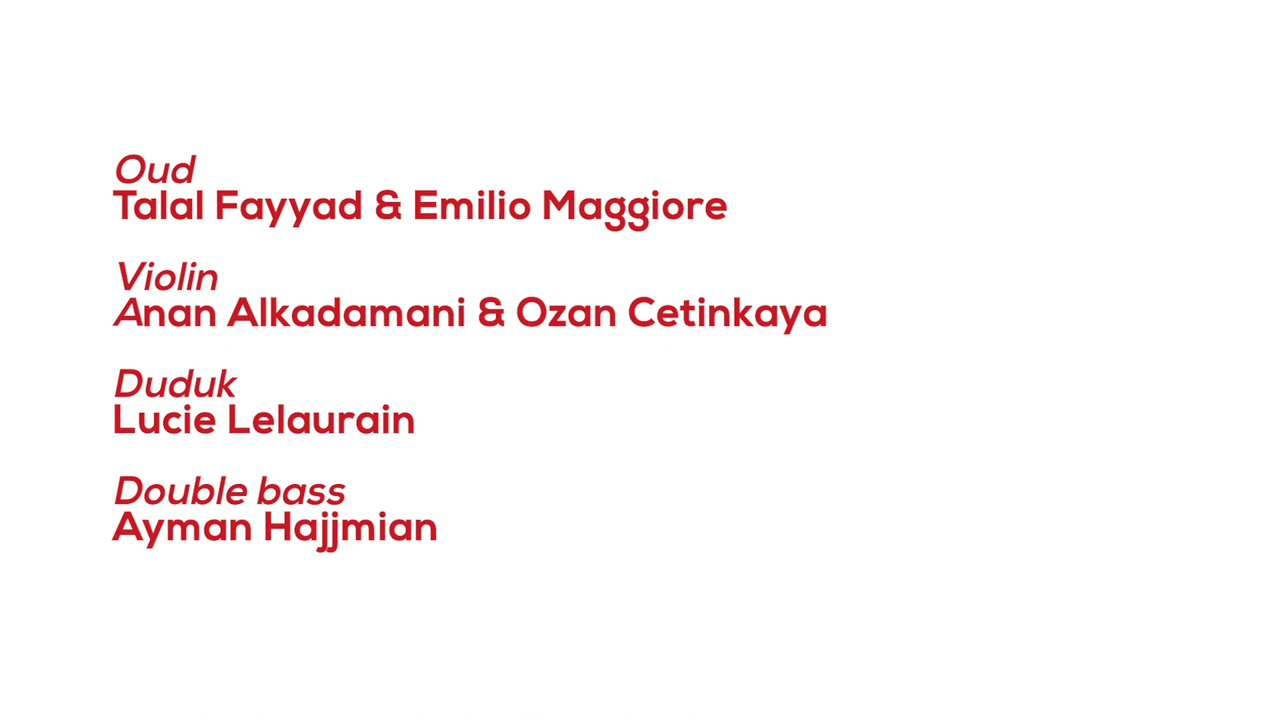 Oud
Talal Fayyad & Emilio Maggiore
Violin
Anan Alkadamani & Ozan Cetinkaya
Duduk
Lucie Lelaurain
Double bass
Ayman Hajjmian